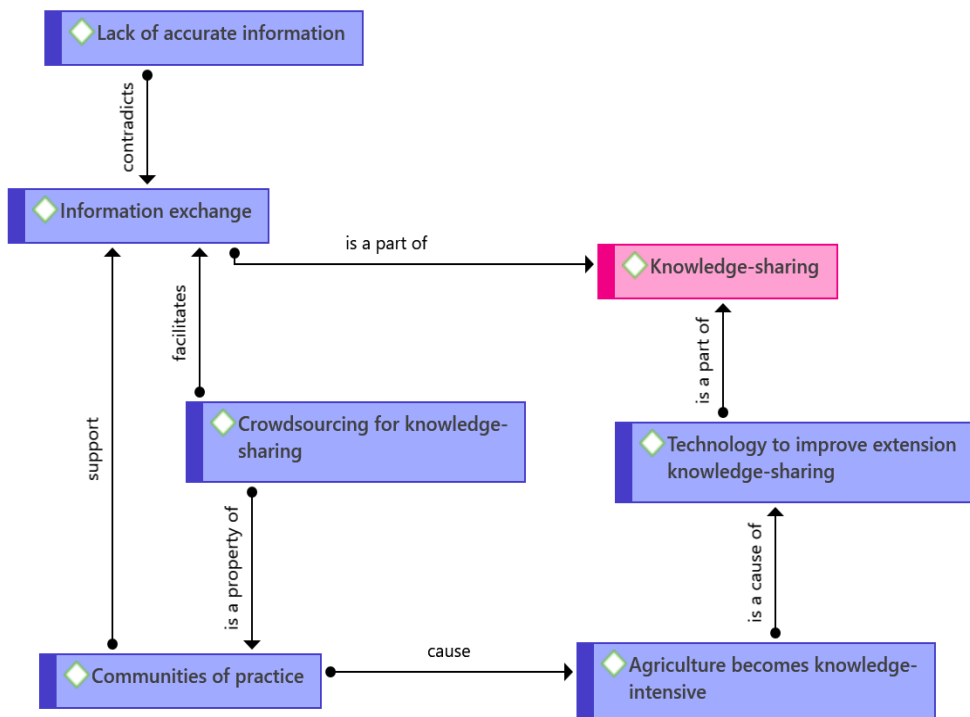 Lack of accurate information
contradicts
Information exchange
is a part of
Knowledge-sharing
facilitates
is a part of
support
Crowdsourcing for knowledge-
sharing
Technology to improve extension
knowledge-sharing
is a property of
is a cause of
Communities of practice
cause
Agriculture becomes knowledge-
intensive